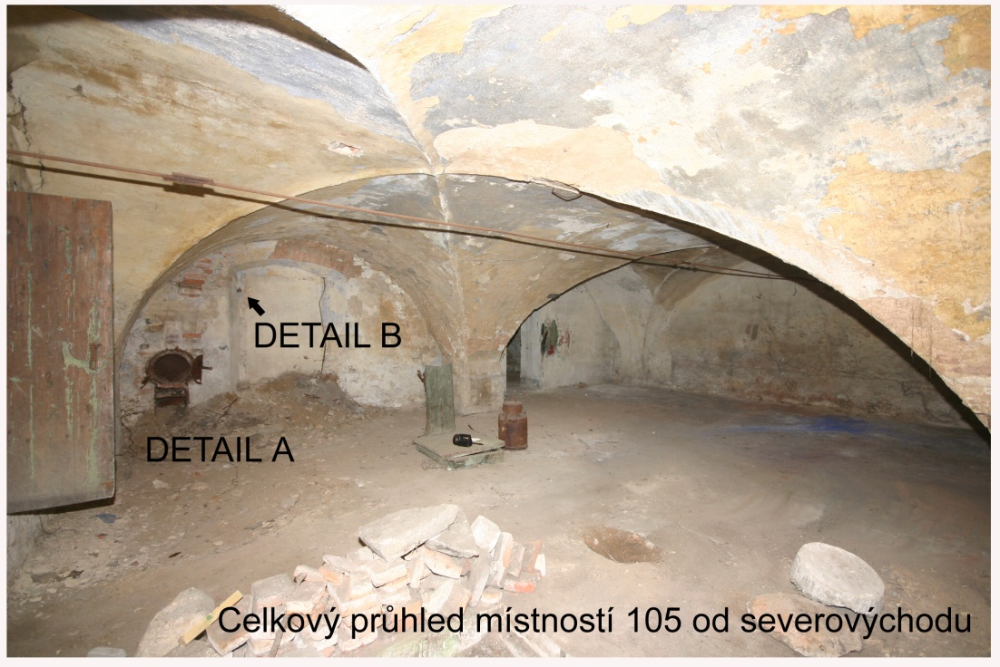 DETAIL B
DETAIL A
Celkový průhled místností 105 od severovýchodu